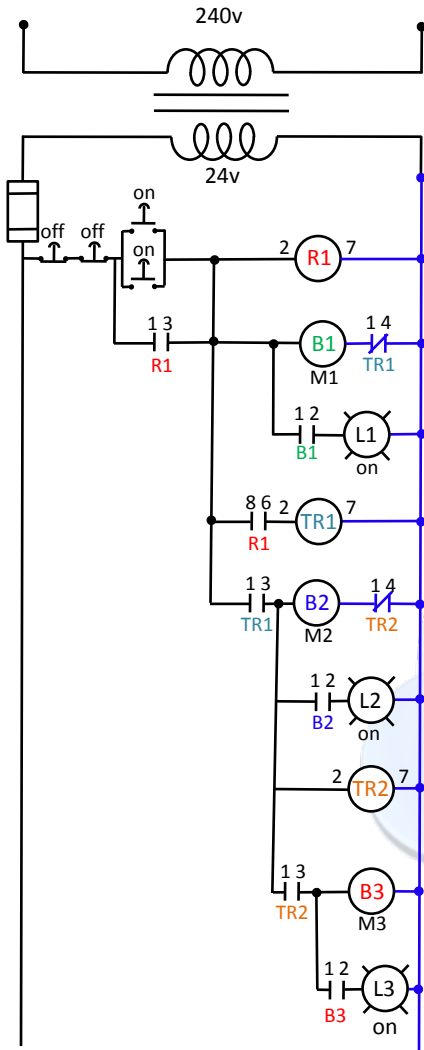 240v
24v
on
off off
on
2 R1 7
1 3
R1
B1
M1
1 4
TR1
1 2
B1
L1
on
8 6
R1
2 TR1 7
1 3
TR1
B2
M2
1 4
TR2
1 2
B2
L2
on
2 TR2 7
1 3
TR2
B3
M3
1 2
B3
L3
on